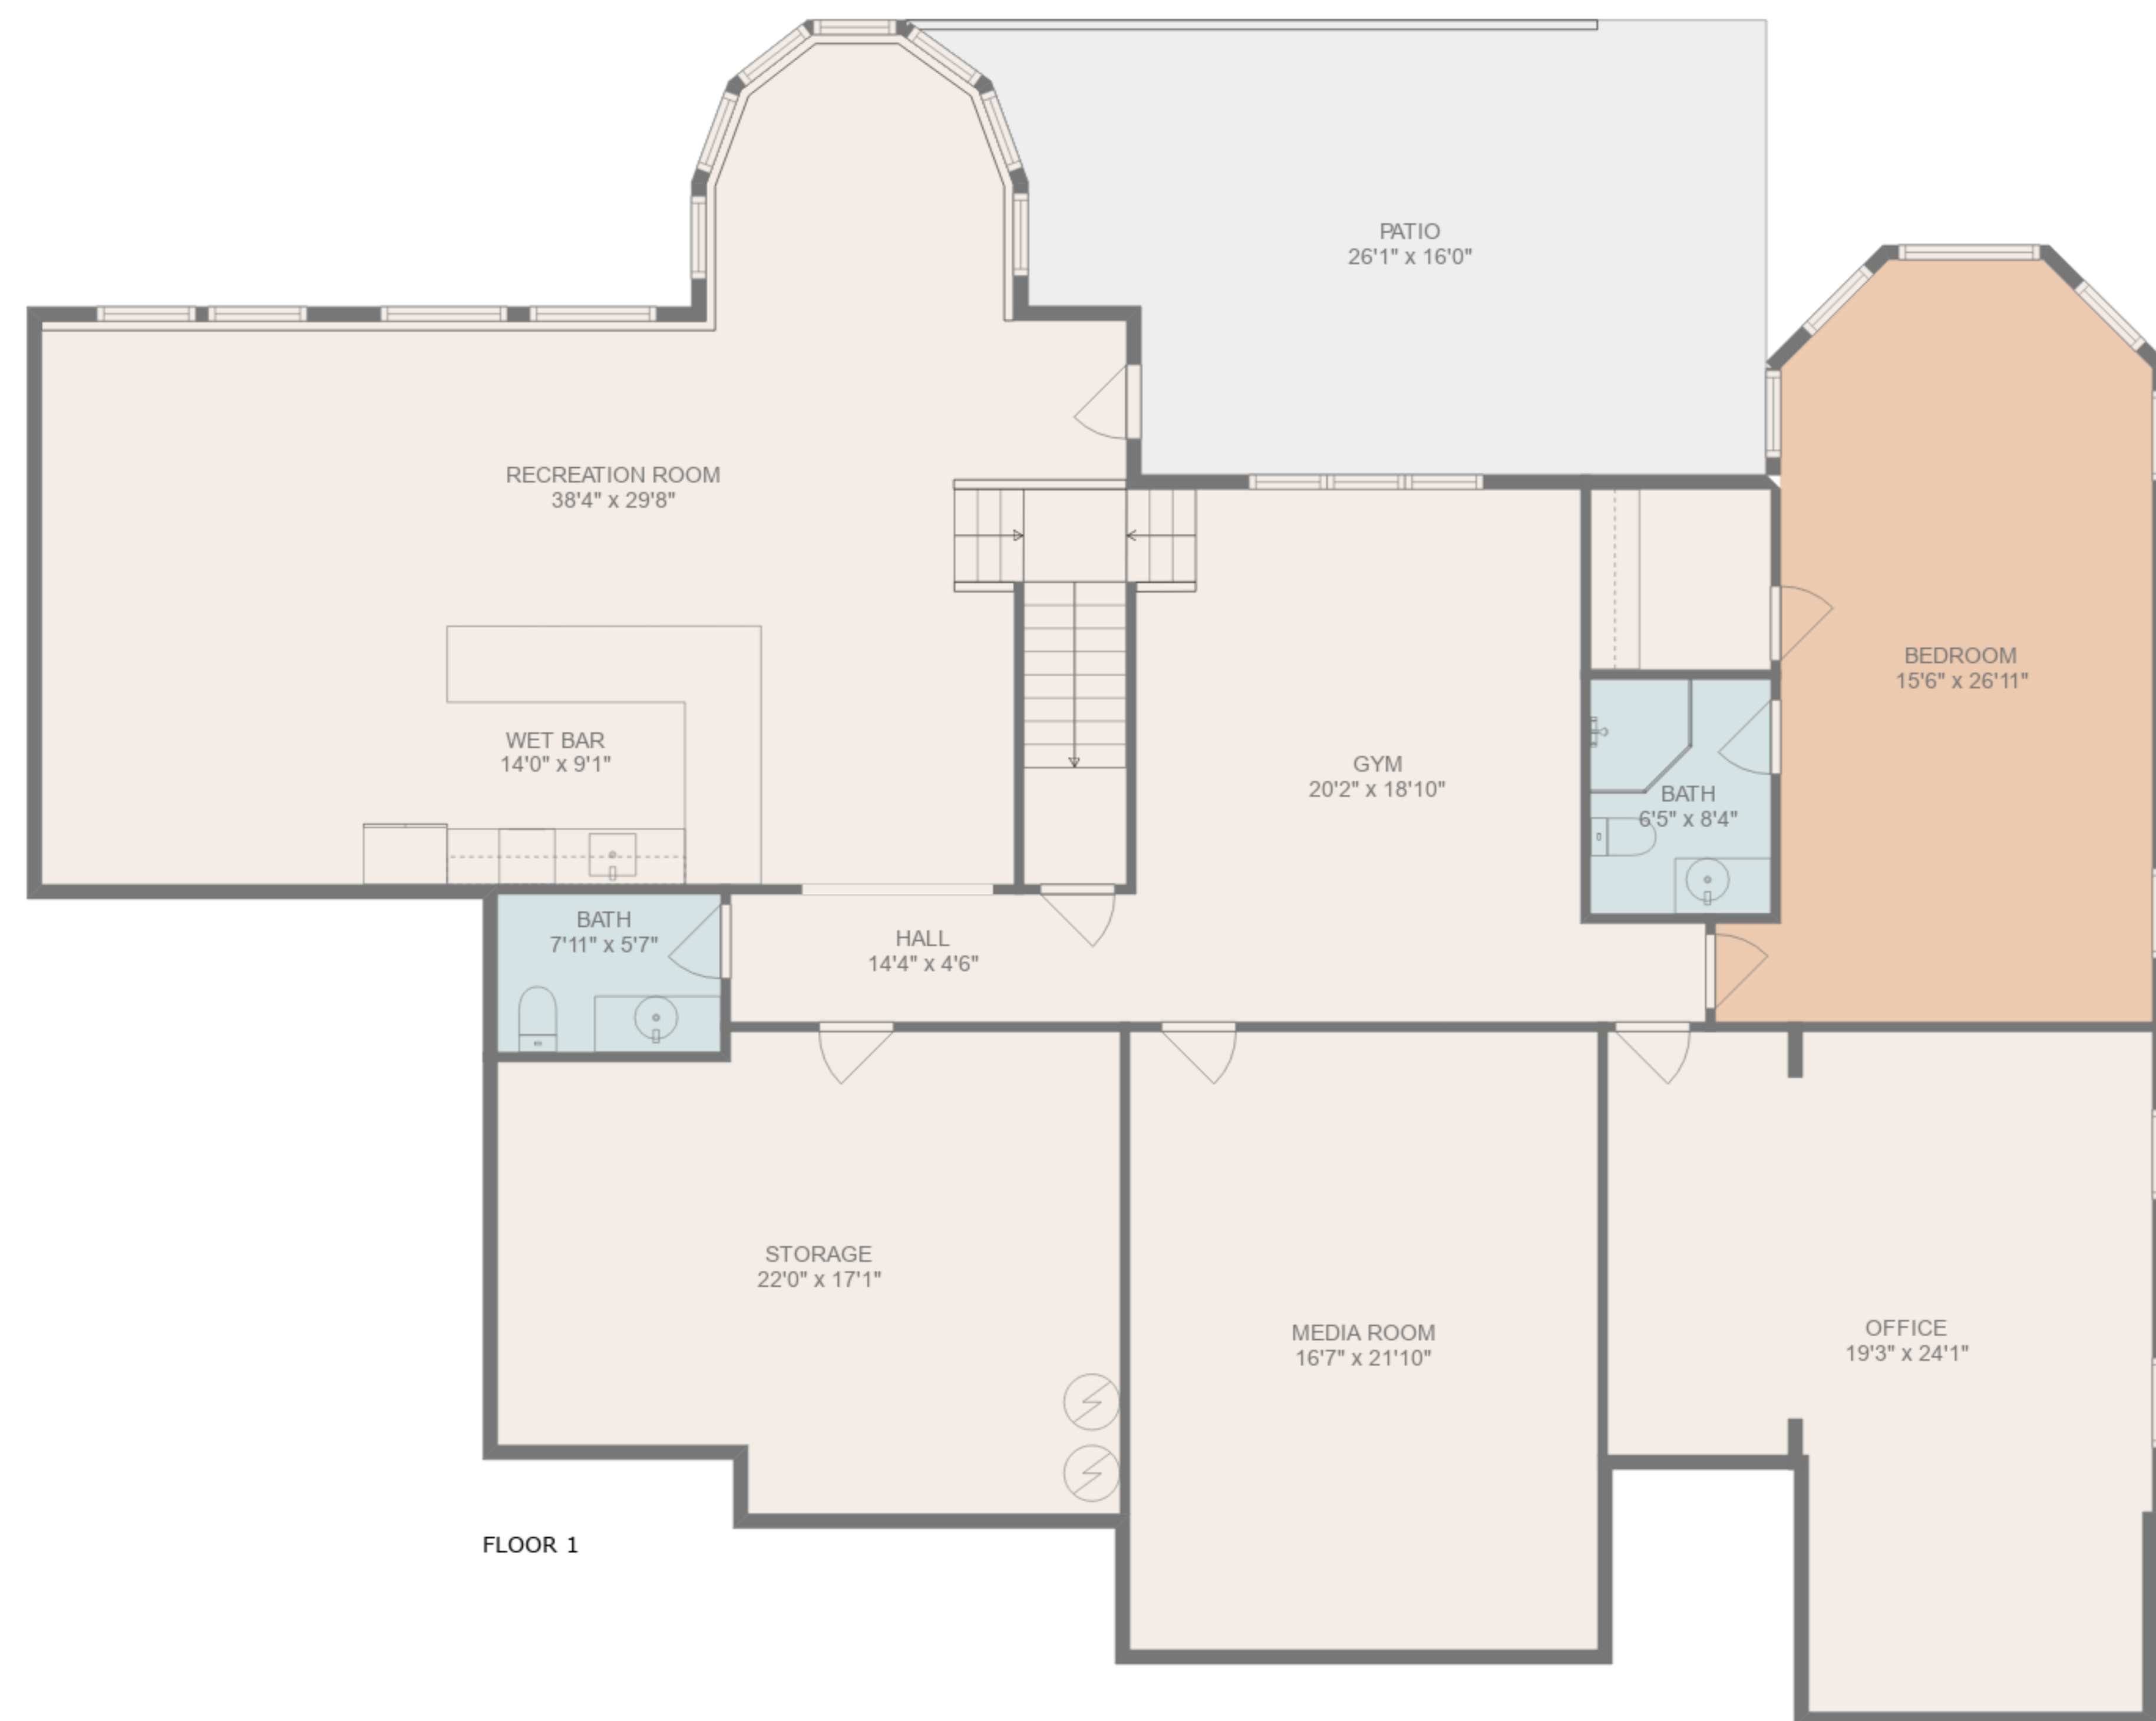 PATIO
26'1" x 16'0"
RECREATION ROOM
38'4" x 29'8"
BEDROOM
15'6" x 26'11"
WET BAR
14'0" x 9'1"
GYM
20'2" x 18'10"
BATH
6'5" x 8'4"
BATH
7'11" x 5'7"
HALL
14'4" x 4'6"
STORAGE
22'0" x 17'1"
MEDIA ROOM
16'7" x 21'10"
OFFICE
19'3" x 24'1"
FLOOR 1